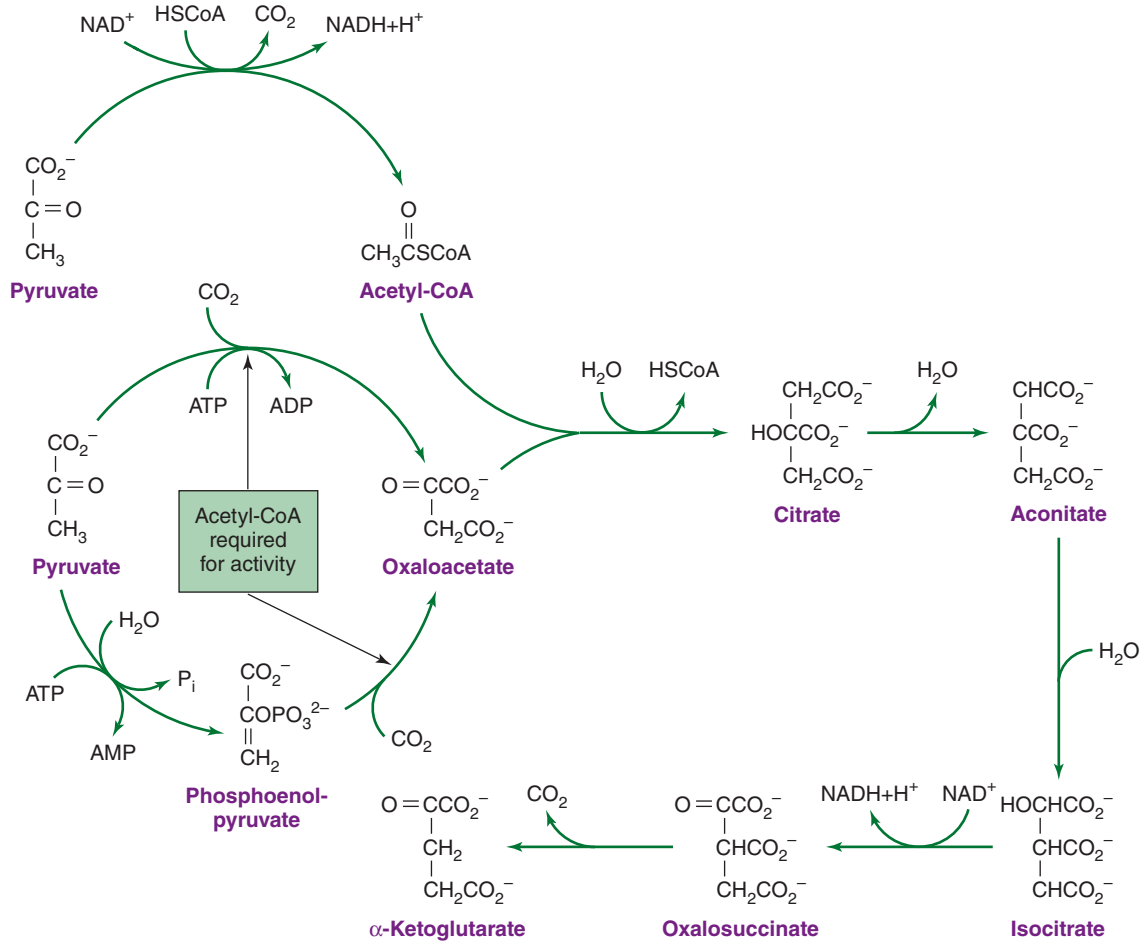 NAD⁺ HSCoA CO₂ NADH+H⁺
CO₂⁻
C=O
CH₃
Pyruvate
O
CH₃CSCoA
Acetyl-CoA
CO₂
ATP ADP
CO₂⁻
C=O
CH₃
Pyruvate
Acetyl-CoA
required
for activity
O=CCO₂⁻
CH₂CO₂⁻
Oxaloacetate
H₂O HSCoA
CH₂CO₂⁻
HOCCO₂⁻
CH₂CO₂⁻
Citrate
H₂O
CHCO₂⁻
CCO₂⁻
CH₂CO₂⁻
Aconitate
H₂O
H₂O
ATP
Pᵢ
AMP
CO₂⁻
COPO₃²⁻
CH₂
Phosphoenol-
pyruvate
CO₂
O=CCO₂⁻
CH₂
CH₂CO₂⁻
α-Ketoglutarate
CO₂
O=CCO₂⁻
CHCO₂⁻
CH₂CO₂⁻
Oxalosuccinate
NADH+H⁺ NAD⁺
HOCHCO₂⁻
CHCO₂⁻
CHCO₂⁻
Isocitrate